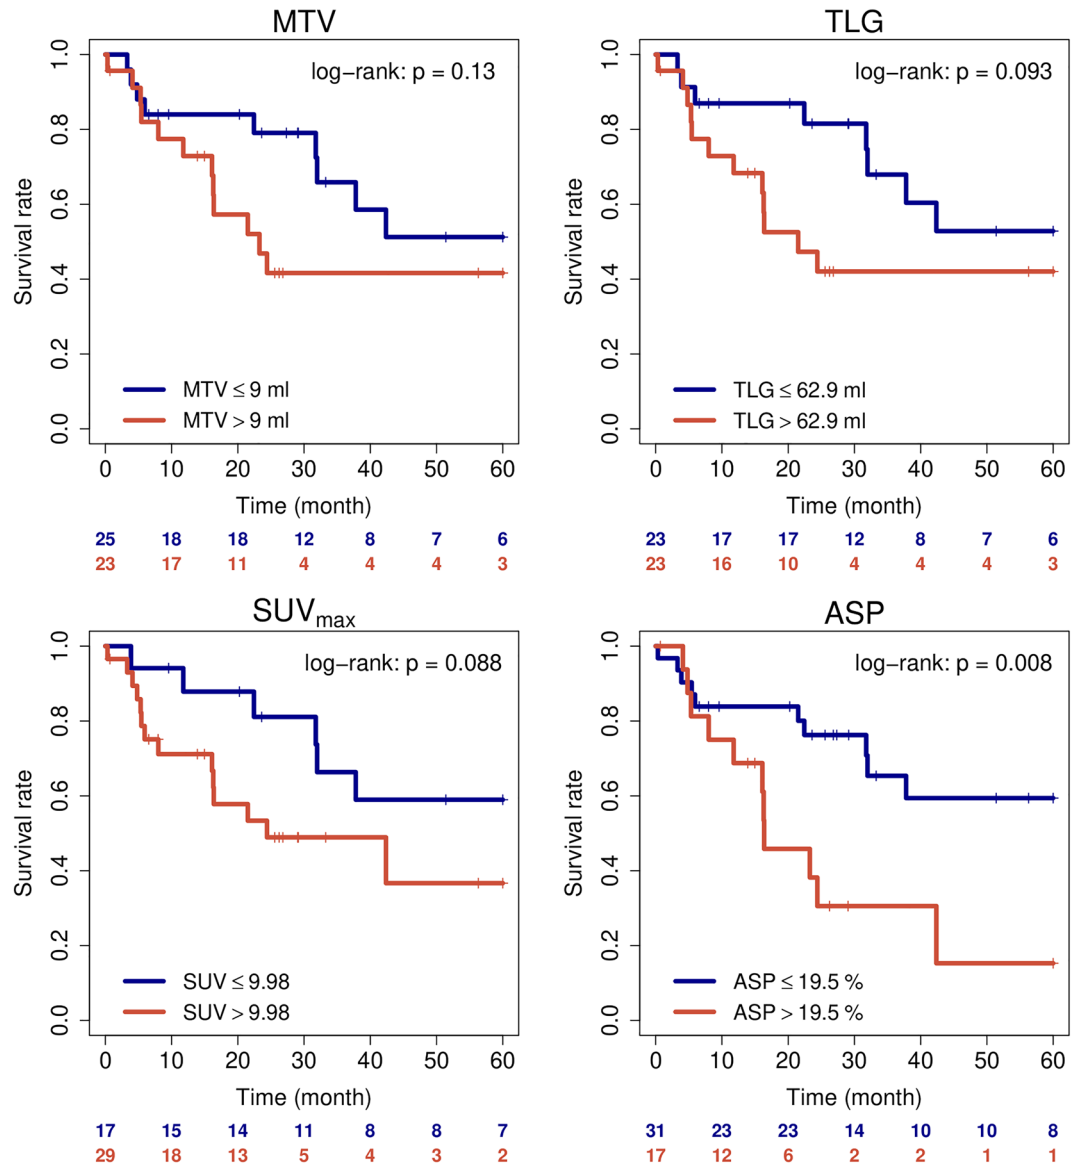 MTV
log−rank: p = 0.13
Survival rate
1.0
0.8
0.6
0.4
0.2
0.0
MTV ≤ 9 ml
MTV > 9 ml
0 10 20 30 40 50 60
Time (month)
25 18 18 12 8 7 6
23 17 11 4 4 4 3
TLG
log−rank: p = 0.093
Survival rate
1.0
0.8
0.6
0.4
0.2
0.0
TLG ≤ 62.9 ml
TLG > 62.9 ml
0 10 20 30 40 50 60
Time (month)
23 17 17 12 8 7 6
23 16 10 4 4 4 3
SUVmax
log−rank: p = 0.088
Survival rate
1.0
0.8
0.6
0.4
0.2
0.0
SUV ≤ 9.98
SUV > 9.98
0 10 20 30 40 50 60
Time (month)
17 15 14 11 8 8 7
29 18 13 5 4 3 2
ASP
log−rank: p = 0.008
Survival rate
1.0
0.8
0.6
0.4
0.2
0.0
ASP ≤ 19.5 %
ASP > 19.5 %
0 10 20 30 40 50 60
Time (month)
31 23 23 14 10 10 8
17 12 6 2 2 1 1